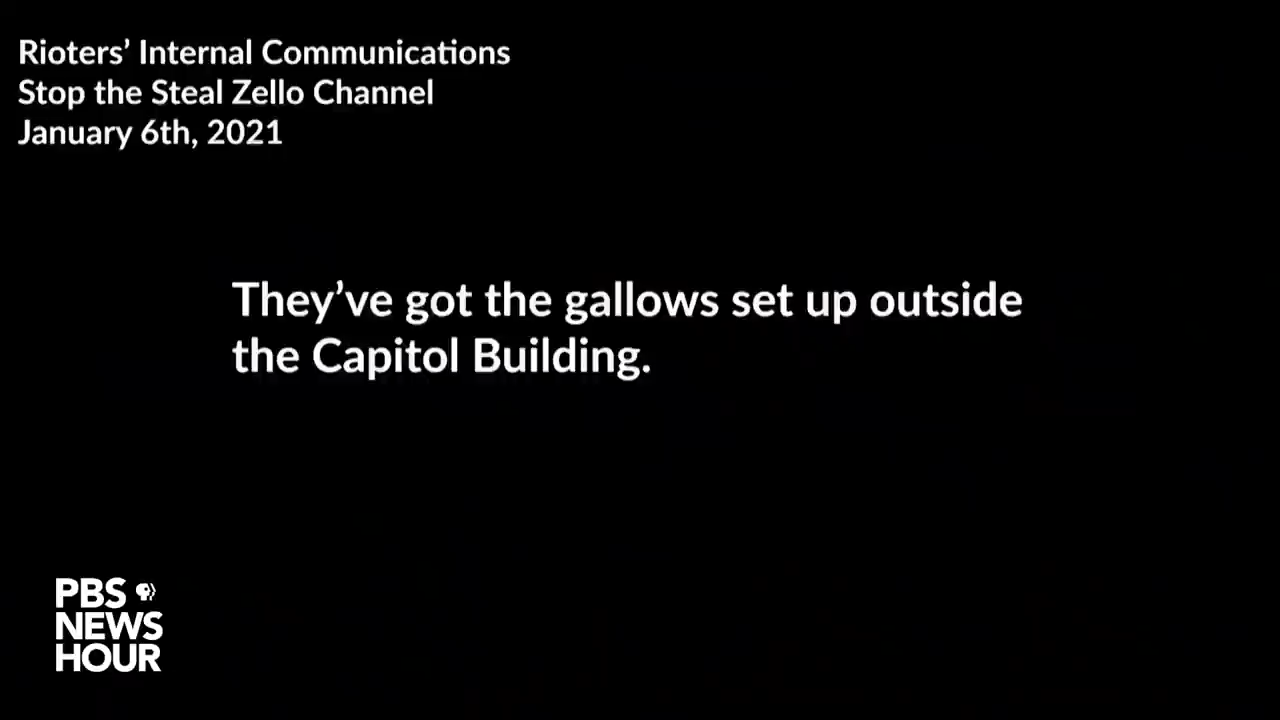 Rioters’ Internal Communications
Stop the Steal Zello Channel
January 6th, 2021
They’ve got the gallows set up outside
the Capitol Building.
PBS
NEWS
HOUR